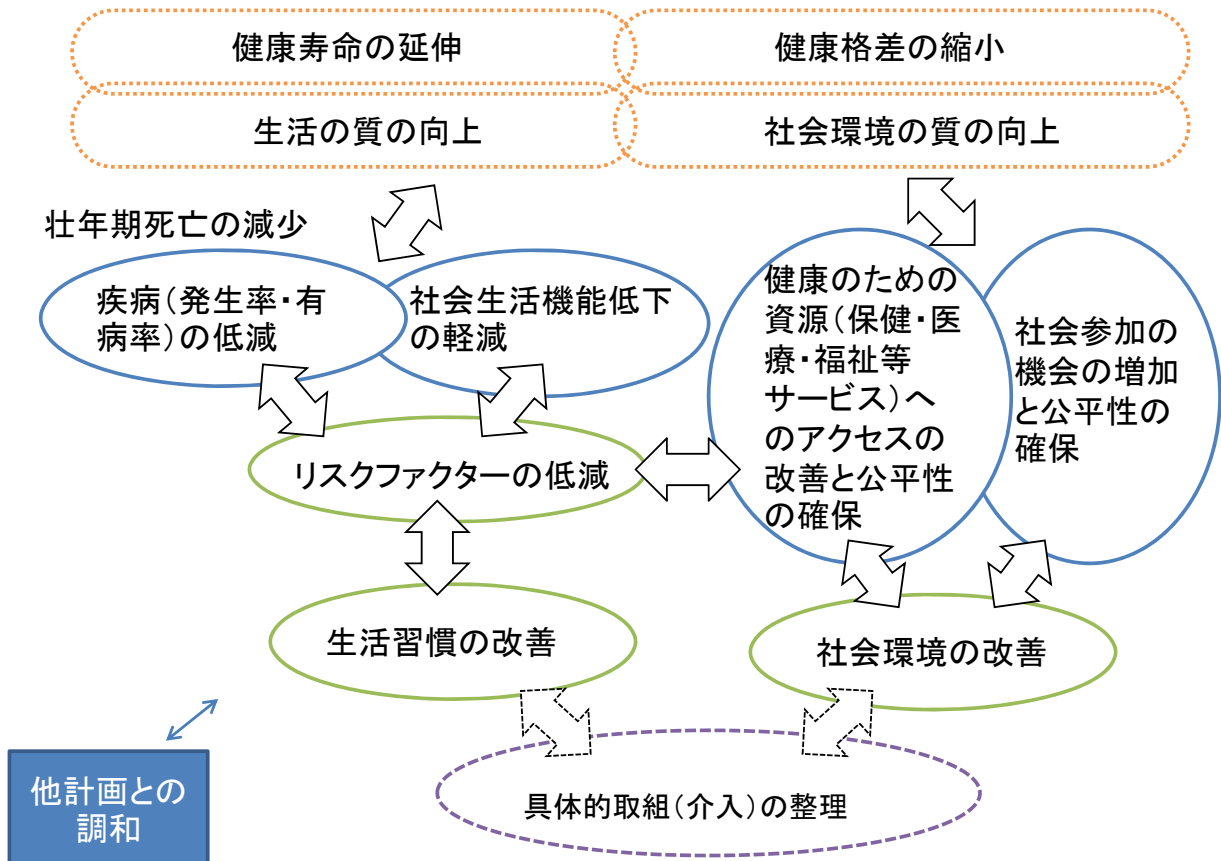 健康寿命の延伸
健康格差の縮小
生活の質の向上
社会環境の質の向上
壮年期死亡の減少
疾病（発生率・有
病率）の低減
社会生活機能低下
の軽減
健康のための
資源（保健・医
療・福祉等
サービス）へ
のアクセスの
改善と公平性
の確保
社会参加の
機会の増加
と公平性の
確保
リスクファクターの低減
生活習慣の改善
社会環境の改善
他計画との
調和
具体的取組（介入）の整理